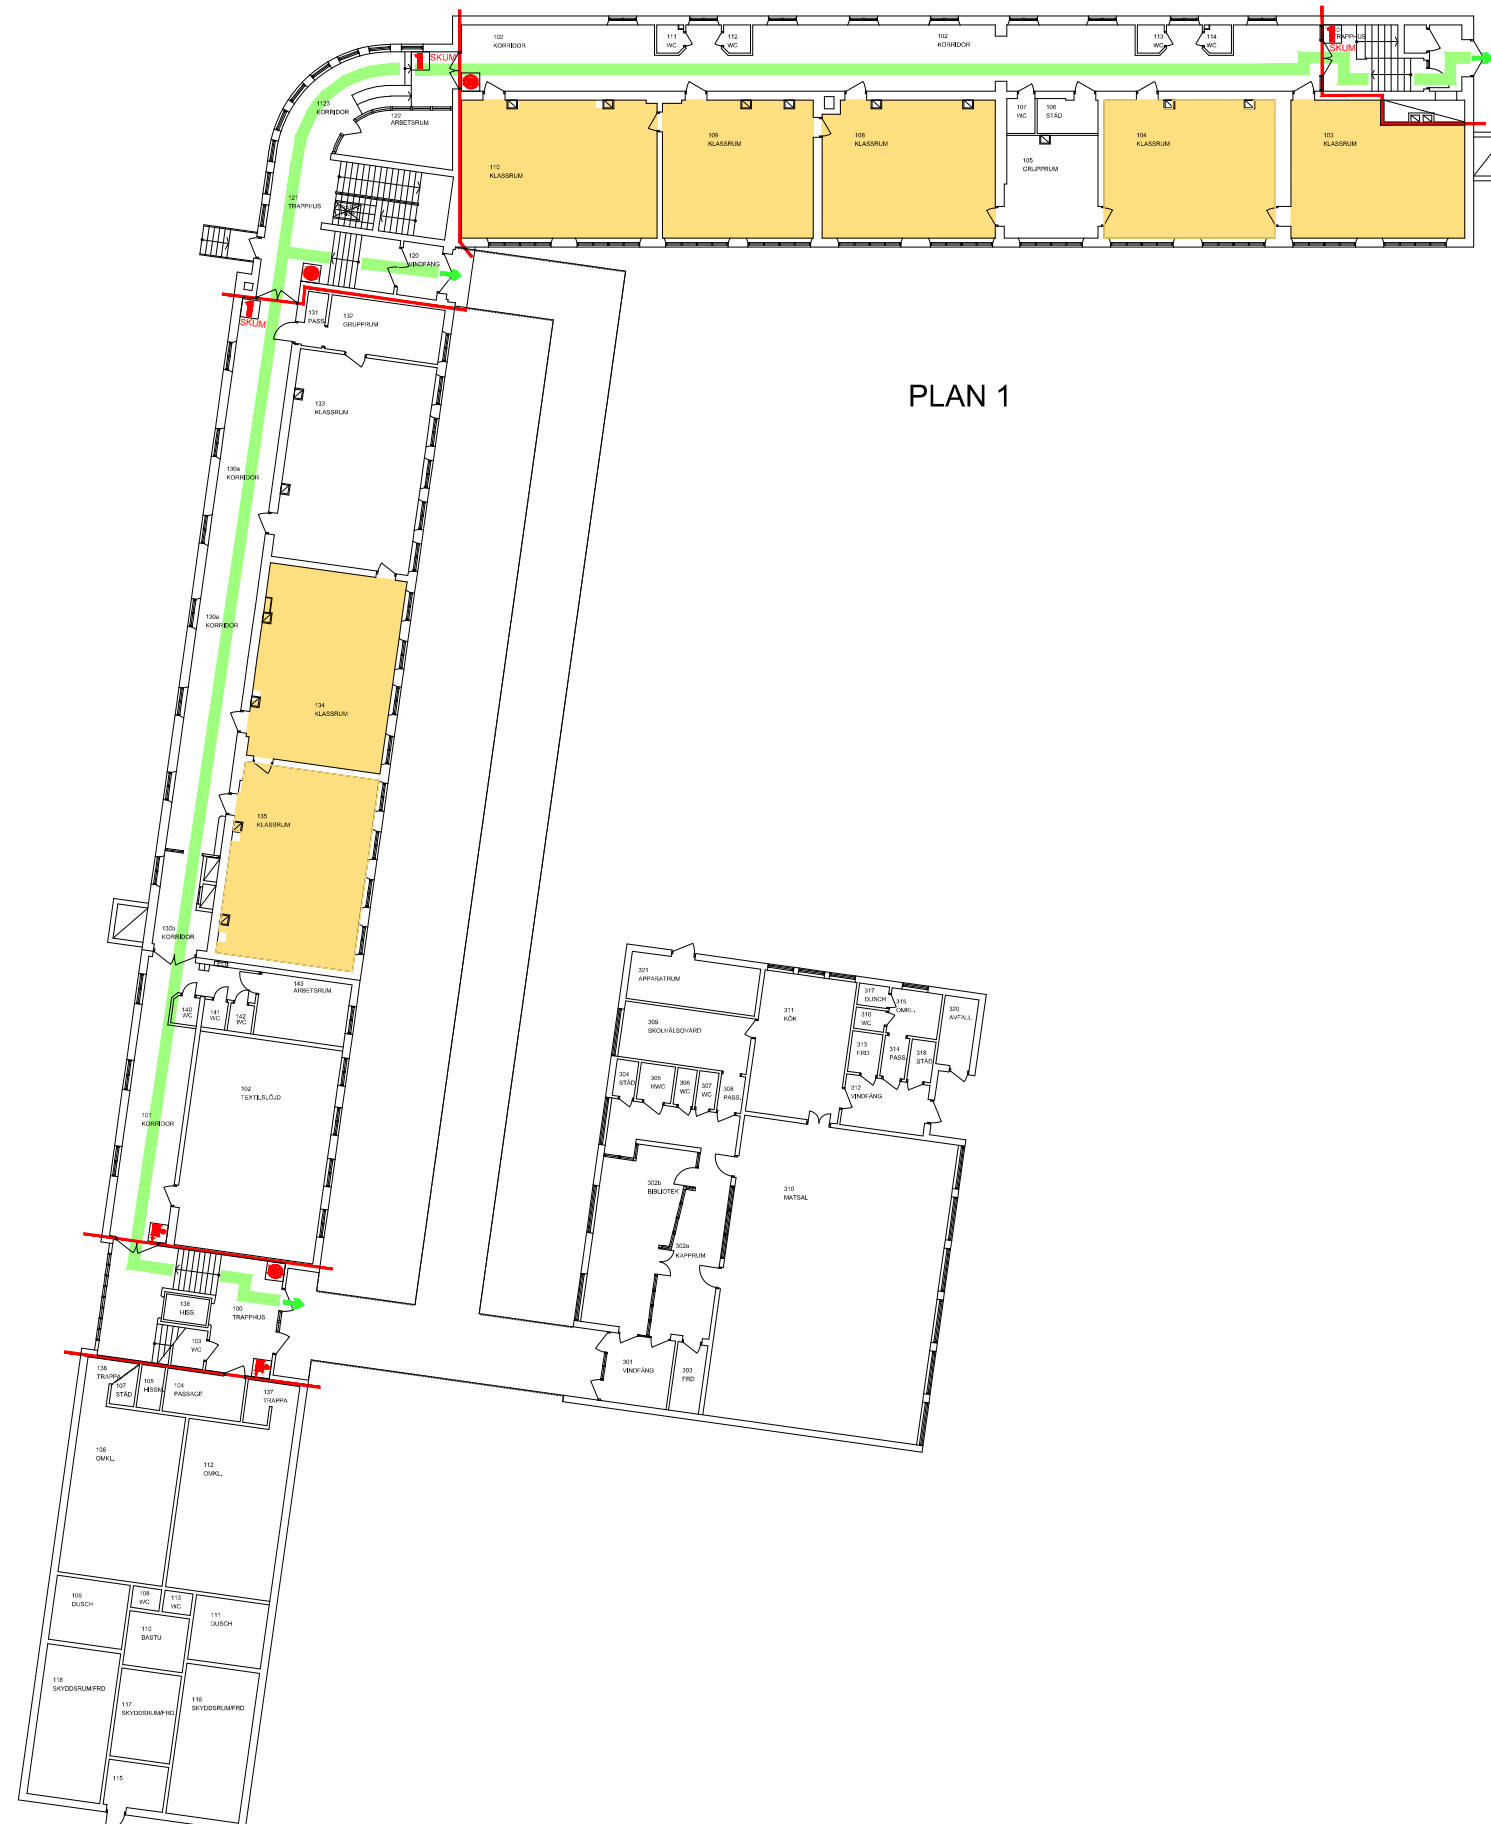 102
KORRIDOR
111
WC
112
WC
102
KORRIDOR
113
WC
114
WC
TRAPPHUS
SKUM
SKUM
1123
KORRIDOR
122
ARBETSRUM
110
KLASSRUM
109
KLASSRUM
108
KLASSRUM
107
WC
106
STÄD
105
GRUPPRUM
104
KLASSRUM
103
KLASSRUM
121
TRAPPHUS
120
VINDFÅNG
SKUM
131
PASS.
132
GRUPPRUM
133
KLASSRUM
PLAN 1
130a
KORRIDOR
130a
KORRIDOR
134
KLASSRUM
135
KLASSRUM
130b
KORRIDOR
143
ARBETSRUM
140
WC
141
WC
142
WC
102
TEXTILSLÖJD
101
KORRIDOR
321
APPARATRUM
309
SKOLHÄLSOVÅRD
311
KÖK
317
DUSCH
315
OMKL.
316
WC
320
AVFALL
313
FRD
314
PASS.
318
STÄD
312
VINDFÅNG
304
STÄD
305
RWC
306
WC
307
WC
308
PASS.
302b
BIBLIOTEK
302a
KAPPRUM
310
MATSAL
301
VINDFÅNG
303
FRD
138
HISS
100
TRAPPHUS
103
WC
136
TRAPPA
107
STÄD
105
HISSM.
104
PASSAGE
137
TRAPPA
106
OMKL.
112
OMKL.
109
DUSCH
108
WC
113
WC
111
DUSCH
110
BASTU
118
SKYDDSRUM/FRD
117
SKYDDSRUM/FRD
116
SKYDDSRUM/FRD
115